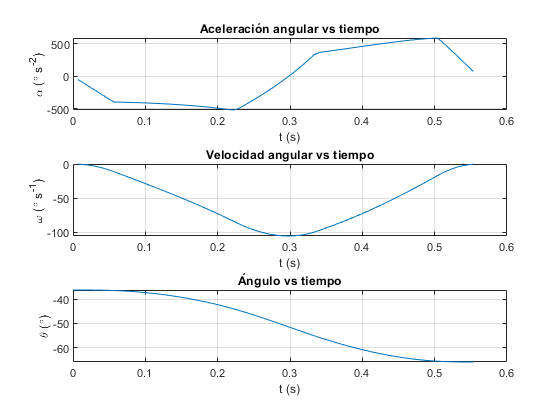 Aceleración angular vs tiempo
α (° s-2)
500
0
-500
0 0.1 0.2 0.3 0.4 0.5 0.6
t (s)
Velocidad angular vs tiempo
ω (° s-1)
0
-50
-100
0 0.1 0.2 0.3 0.4 0.5 0.6
t (s)
Ángulo vs tiempo
θ (°)
-40
-50
-60
0 0.1 0.2 0.3 0.4 0.5 0.6
t (s)